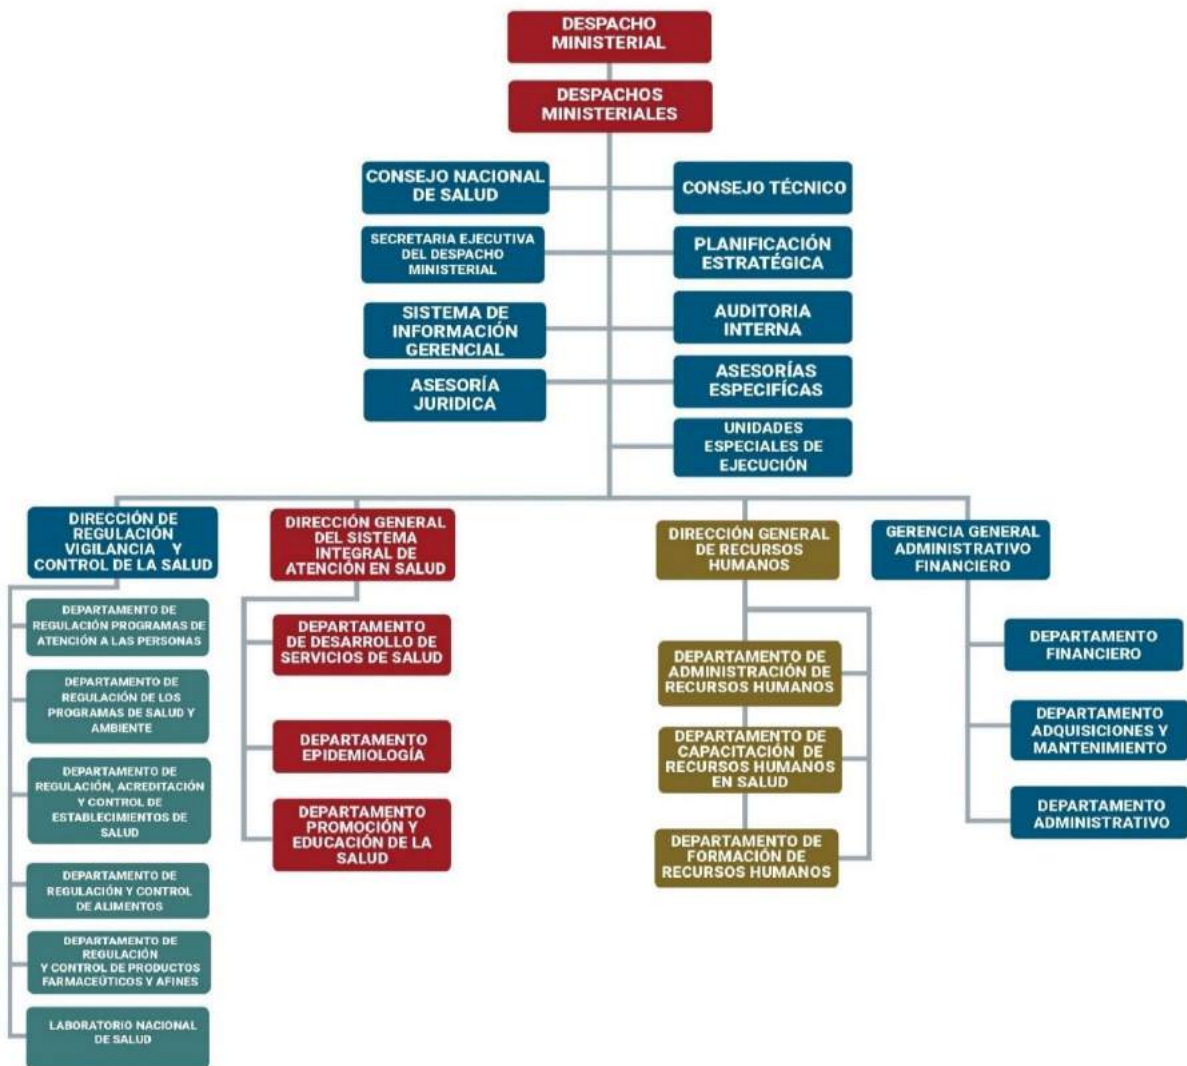 DESPACHO
MINISTERIAL
DESPACHOS
MINISTERIALES
CONSEJO NACIONAL
DE SALUD
CONSEJO TÉCNICO
SECRETARIA EJECUTIVA
DEL DESPACHO
MINISTERIAL
PLANIFICACIÓN
ESTRATÉGICA
SISTEMA DE
INFORMACIÓN
GERENCIAL
AUDITORIA
INTERNA
ASESORÍA
JURIDICA
ASESORÍAS
ESPECIFÍCAS
UNIDADES
ESPECIALES DE
EJECUCIÓN
DIRECCIÓN DE
REGULACIÓN
VIGILANCIA Y
CONTROL DE LA SALUD
DEPARTAMENTO DE
REGULACIÓN PROGRAMAS DE
ATENCIÓN A LAS PERSONAS
DEPARTAMENTO DE
REGULACIÓN DE LOS
PROGRAMAS DE SALUD Y
AMBIENTE
DEPARTAMENTO DE
REGULACIÓN, ACREDITACIÓN
Y CONTROL DE
ESTABLECIMIENTOS DE
SALUD
DEPARTAMENTO DE
REGULACIÓN Y CONTROL
DE ALIMENTOS
DEPARTAMENTO DE
REGULACIÓN
Y CONTROL DE PRODUCTOS
FARMACEÚTICOS Y AFINES
LABORATORIO NACIONAL
DE SALUD
DIRECCIÓN GENERAL
DEL SISTEMA
INTEGRAL DE
ATENCIÓN EN SALUD
DEPARTAMENTO
DE DESARROLLO DE
SERVICIOS DE SALUD
DEPARTAMENTO
EPIDEMIOLOGÍA
DEPARTAMENTO
PROMOCIÓN Y
EDUCACIÓN DE LA
SALUD
DIRECCIÓN GENERAL
DE RECURSOS
HUMANOS
DEPARTAMENTO DE
ADMINISTRACIÓN DE
RECURSOS HUMANOS
DEPARTAMENTO DE
CAPACITACIÓN DE
RECURSOS HUMANOS
EN SALUD
DEPARTAMENTO DE
FORMACIÓN DE
RECURSOS HUMANOS
GERENCIA GENERAL
ADMINISTRATIVO
FINANCIERO
DEPARTAMENTO
FINANCIERO
DEPARTAMENTO
ADQUISICIONES Y
MANTENIMIENTO
DEPARTAMENTO
ADMINISTRATIVO